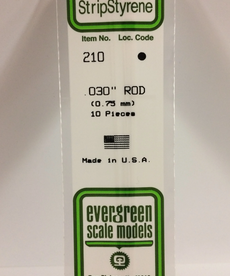 StripStyrene
Item No. Loc. Code
210
.030" ROD
(0.75 mm)
10 Pieces
Made in U.S.A.
evergreen
scale models